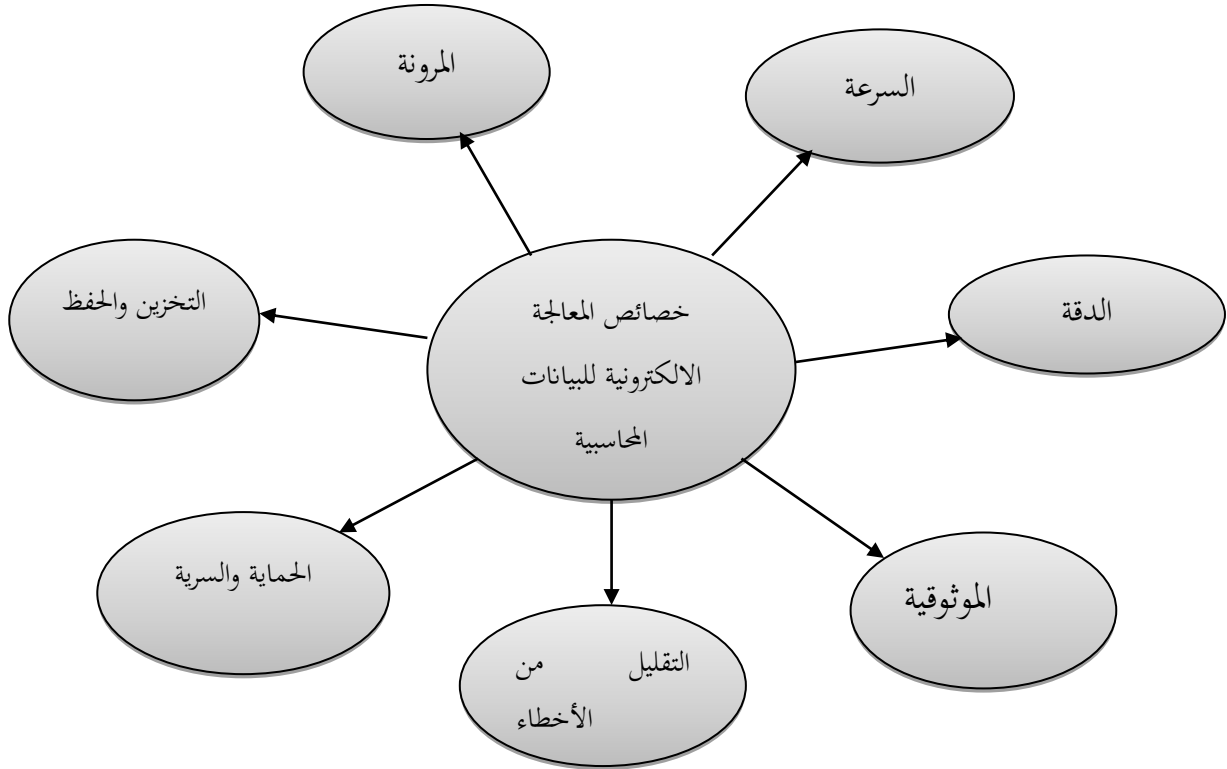 المرونة
السرعة
التخزين والحفظ
خصائص المعالجة
الالكترونية للبيانات
المحاسبية
الدقة
الحماية والسرية
الموثوقية
التقليل من
الأخطاء